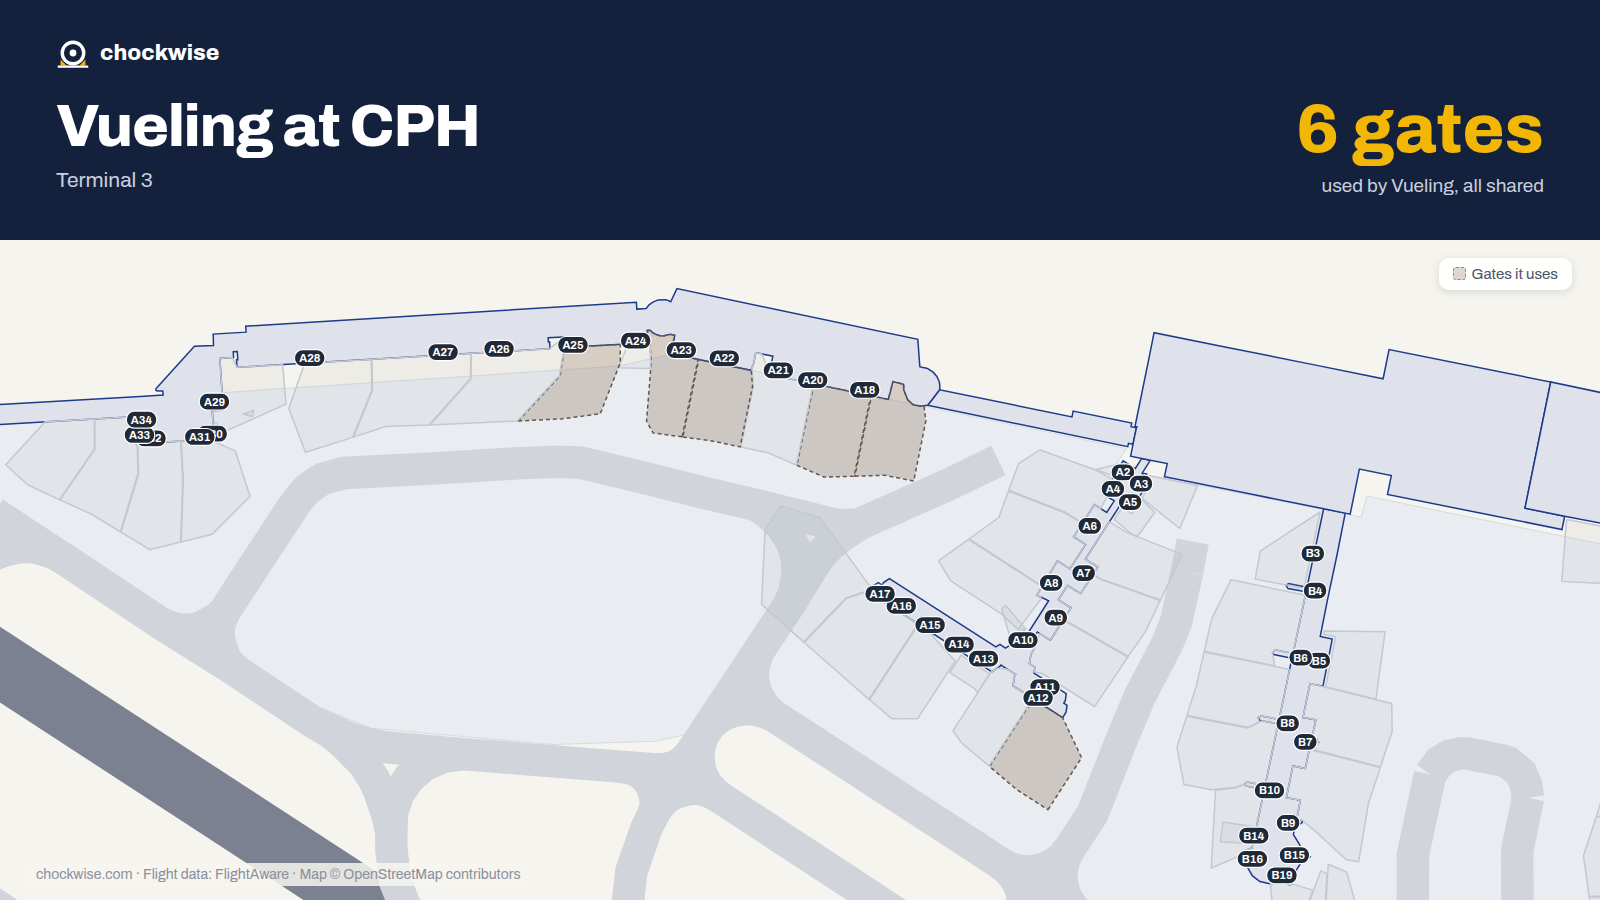 chockwise
Vueling at CPH
Terminal 3
6 gates
used by Vueling, all shared
Gates it uses
A28
A27
A26
A25
A24
A23
A22
A21
A20
A18
A29
A34
A33
A31
A2
A3
A4
A5
A6
A7
A8
A9
A10
A17
A16
A15
A14
A13
A11
A12
B3
B4
B6
B5
B8
B7
B10
B9
B14
B16
B15
B19
chockwise.com · Flight data: FlightAware · Map © OpenStreetMap contributors